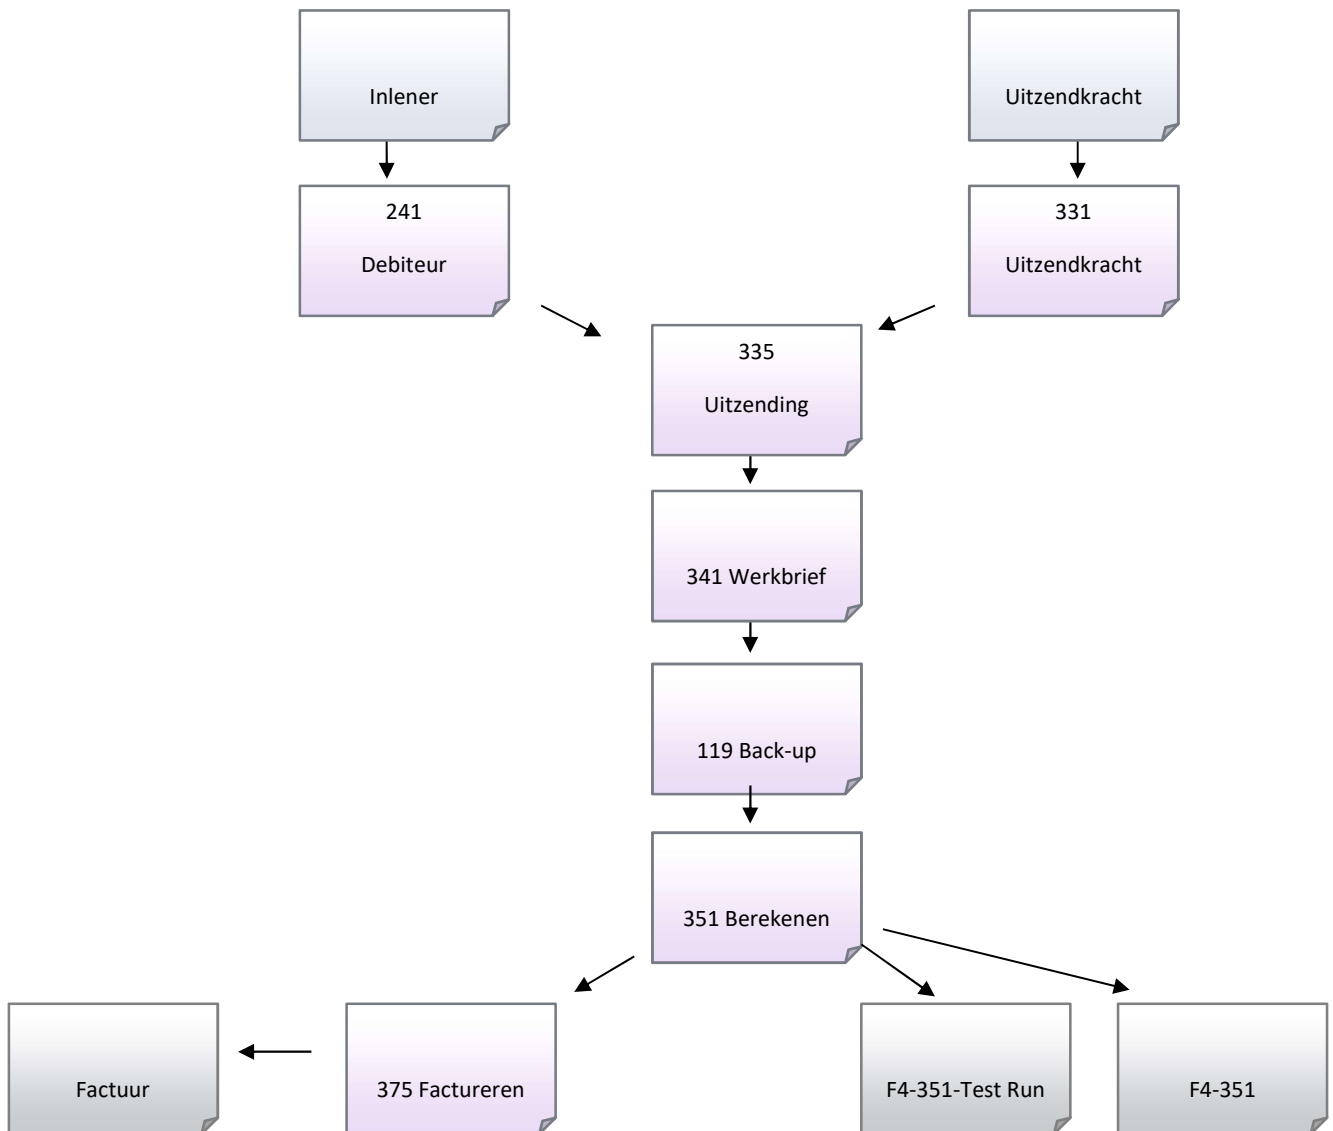 Inlener
Uitzendkracht
241
Debiteur
331
Uitzendkracht
335
Uitzending
341 Werkbrief
119 Back-up
351 Berekenen
Factuur
375 Factureren
F4-351-Test Run
F4-351